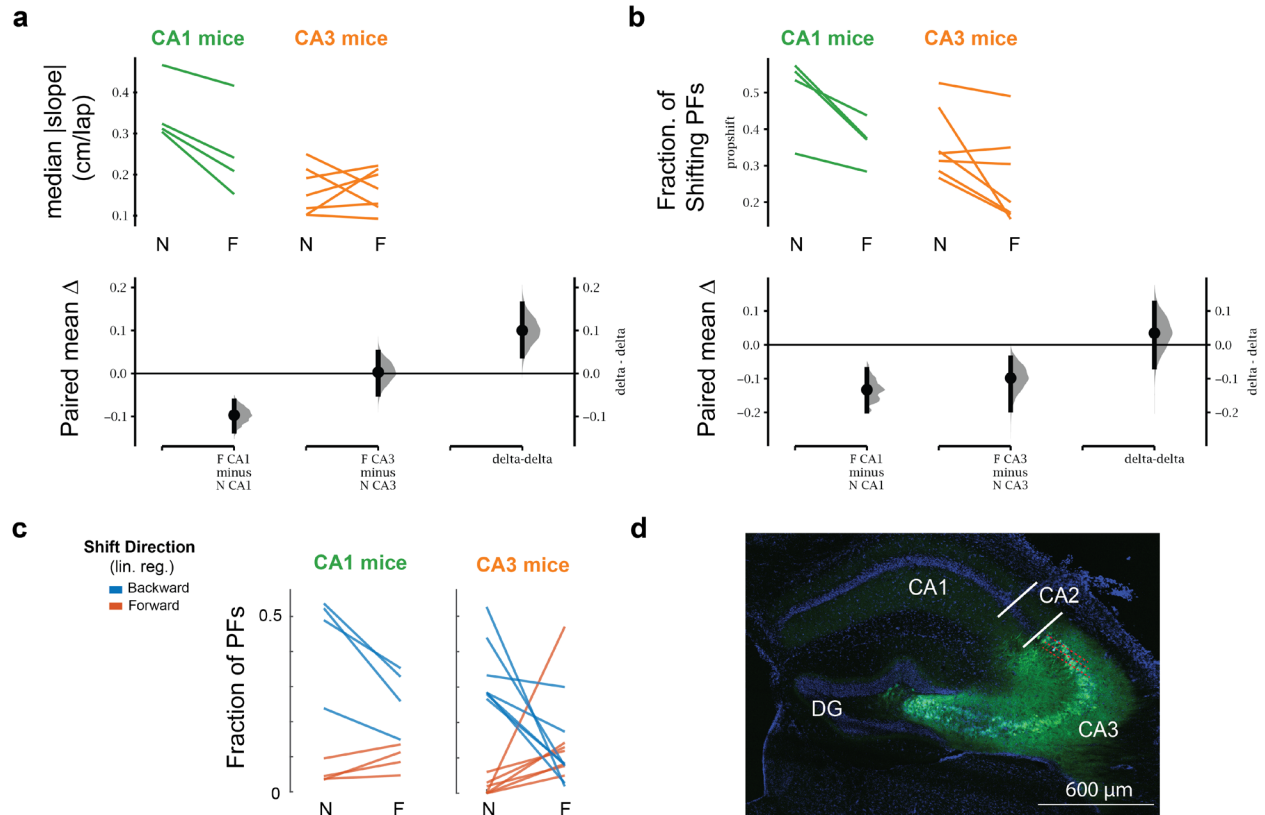 a
CA1 mice
CA3 mice
median |slope|
(cm/lap)
0.4
0.3
0.2
0.1
N
F
N
F
Paired mean Δ
0.2
0.1
0.0
−0.1
0.2
0.1
0.0
−0.1
delta - delta
F CA1
minus
N CA1
F CA3
minus
N CA3
delta-delta
b
CA1 mice
CA3 mice
Fraction. of
Shifting PFs
propshift
0.5
0.4
0.3
0.2
N
F
N
F
Paired mean Δ
0.1
0.0
−0.1
−0.2
0.1
0.0
−0.1
−0.2
delta - delta
F CA1
minus
N CA1
F CA3
minus
N CA3
delta-delta
c
Shift Direction
(lin. reg.)
Backward
Forward
CA1 mice
CA3 mice
Fraction of PFs
0.5
0
N
F
N
F
d
CA1
CA2
DG
CA3
600 μm